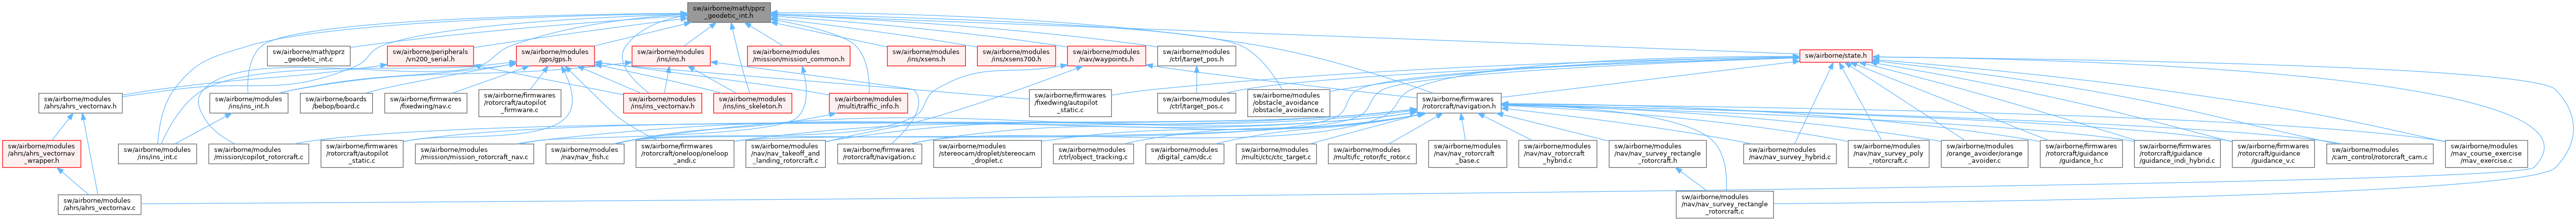 sw/airborne/math/pprz
_geodetic_int.h
sw/airborne/math/pprz
_geodetic_int.c
sw/airborne/peripherals
/vn200_serial.h
sw/airborne/modules
/gps/gps.h
sw/airborne/modules
/ins/ins.h
sw/airborne/modules
/mission/mission_common.h
sw/airborne/modules
/ins/xsens.h
sw/airborne/modules
/ins/xsens700.h
sw/airborne/modules
/nav/waypoints.h
sw/airborne/modules
/ctrl/target_pos.h
sw/airborne/state.h
sw/airborne/modules
/ahrs/ahrs_vectornav.h
sw/airborne/modules
/ins/ins_int.h
sw/airborne/boards
/bebop/board.c
sw/airborne/firmwares
/fixedwing/nav.c
sw/airborne/firmwares
/rotorcraft/autopilot
_firmware.c
sw/airborne/modules
/ins/ins_vectornav.h
sw/airborne/modules
/ins/ins_skeleton.h
sw/airborne/modules
/multi/traffic_info.h
sw/airborne/firmwares
/fixedwing/autopilot
_static.c
sw/airborne/modules
/ctrl/target_pos.c
sw/airborne/modules
/obstacle_avoidance
/obstacle_avoidance.c
sw/airborne/firmwares
/rotorcraft/navigation.h
sw/airborne/modules
/ahrs/ahrs_vectornav
_wrapper.h
sw/airborne/modules
/ins/ins_int.c
sw/airborne/modules
/mission/copilot_rotorcraft.c
sw/airborne/firmwares
/rotorcraft/autopilot
_static.c
sw/airborne/modules
/mission/mission_rotorcraft_nav.c
sw/airborne/modules
/nav/nav_fish.c
sw/airborne/firmwares
/rotorcraft/oneloop/oneloop
_andi.c
sw/airborne/modules
/nav/nav_takeoff_and
_landing_rotorcraft.c
sw/airborne/firmwares
/rotorcraft/navigation.c
sw/airborne/modules
/stereocam/droplet/stereocam
_droplet.c
sw/airborne/modules
/ctrl/object_tracking.c
sw/airborne/modules
/digital_cam/dc.c
sw/airborne/modules
/multi/ctc/ctc_target.c
sw/airborne/modules
/multi/fc_rotor/fc_rotor.c
sw/airborne/modules
/nav/nav_rotorcraft
_base.c
sw/airborne/modules
/nav/nav_rotorcraft
_hybrid.c
sw/airborne/modules
/nav/nav_survey_rectangle
_rotorcraft.h
sw/airborne/modules
/nav/nav_survey_hybrid.c
sw/airborne/modules
/nav/nav_survey_poly
_rotorcraft.c
sw/airborne/modules
/orange_avoider/orange
_avoider.c
sw/airborne/firmwares
/rotorcraft/guidance
/guidance_h.c
sw/airborne/firmwares
/rotorcraft/guidance
/guidance_indi_hybrid.c
sw/airborne/firmwares
/rotorcraft/guidance
/guidance_v.c
sw/airborne/modules
/cam_control/rotorcraft_cam.c
sw/airborne/modules
/mav_course_exercise
/mav_exercise.c
sw/airborne/modules
/ahrs/ahrs_vectornav.c
sw/airborne/modules
/nav/nav_survey_rectangle
_rotorcraft.c